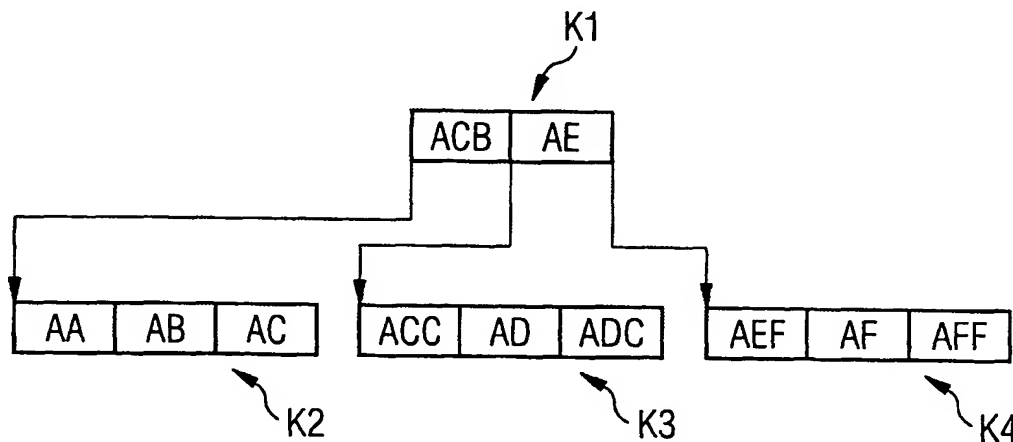 K1
ACB AE
AA AB AC
ACC AD ADC
AEF AF AFF
K2
K3
K4